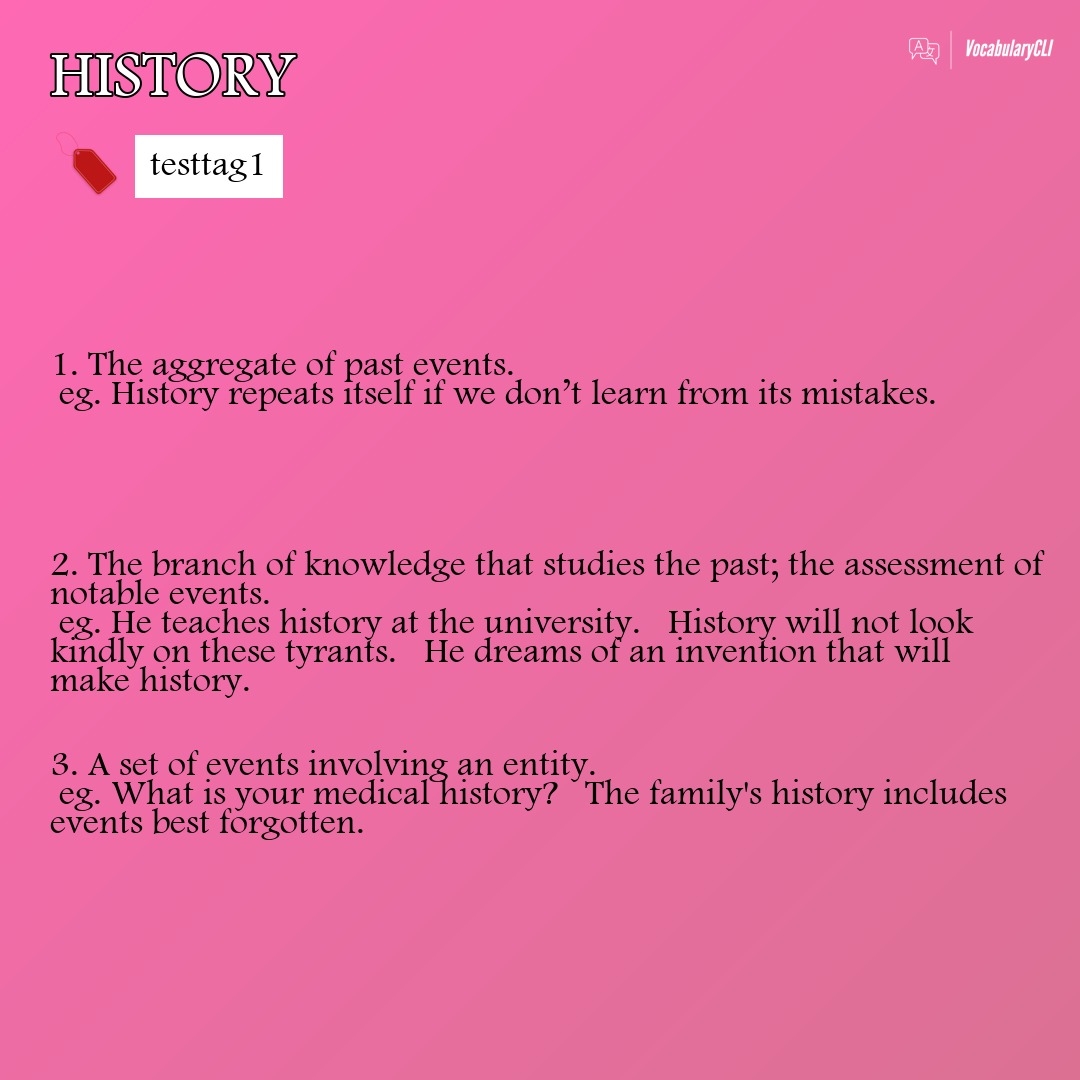 HISTORY
VocabularyCLI
testtag1
1. The aggregate of past events.
eg. History repeats itself if we don’t learn from its mistakes.
2. The branch of knowledge that studies the past; the assessment of
notable events.
eg. He teaches history at the university.   History will not look
kindly on these tyrants.   He dreams of an invention that will
make history.
3. A set of events involving an entity.
eg. What is your medical history?   The family's history includes
events best forgotten.